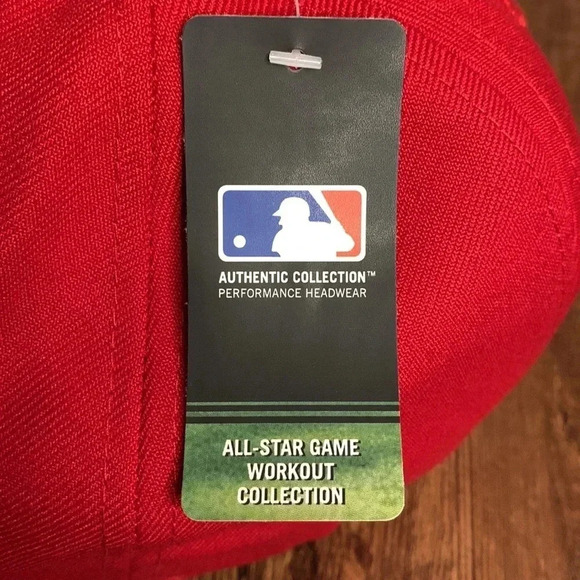 AUTHENTIC COLLECTION™
PERFORMANCE HEADWEAR
ALL-STAR GAME
WORKOUT
COLLECTION